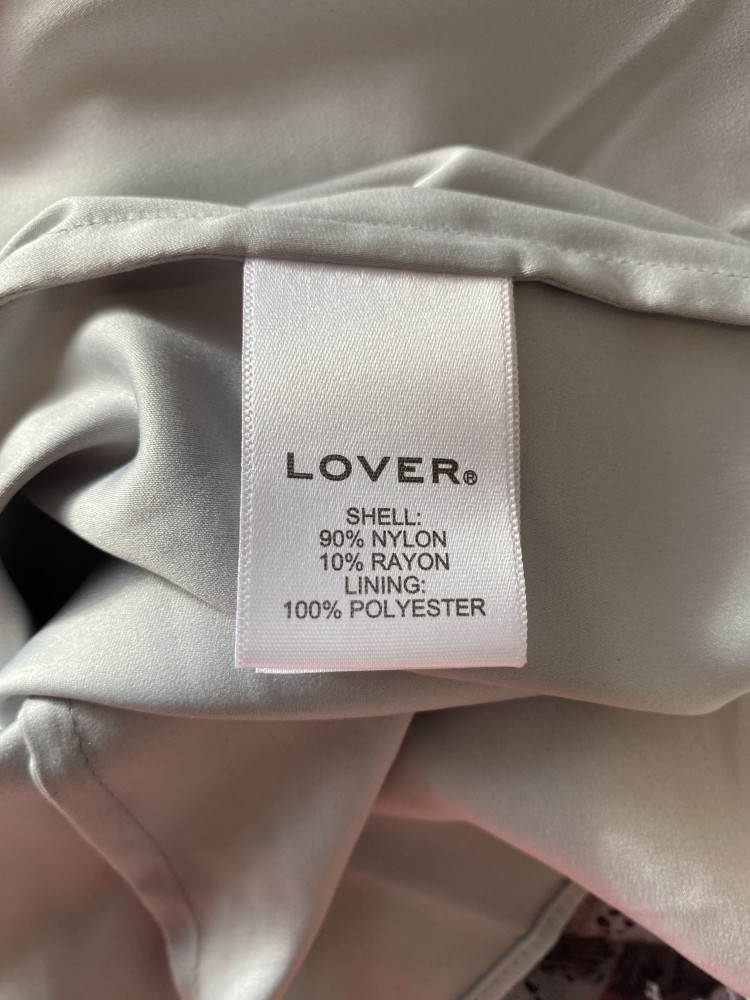 LOVER®
SHELL:
90% NYLON
10% RAYON
LINING:
100% POLYESTER